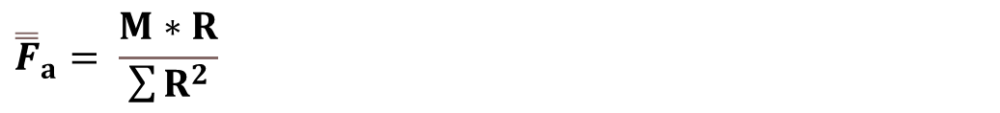 F̿ₐ = M * R / ∑ R²